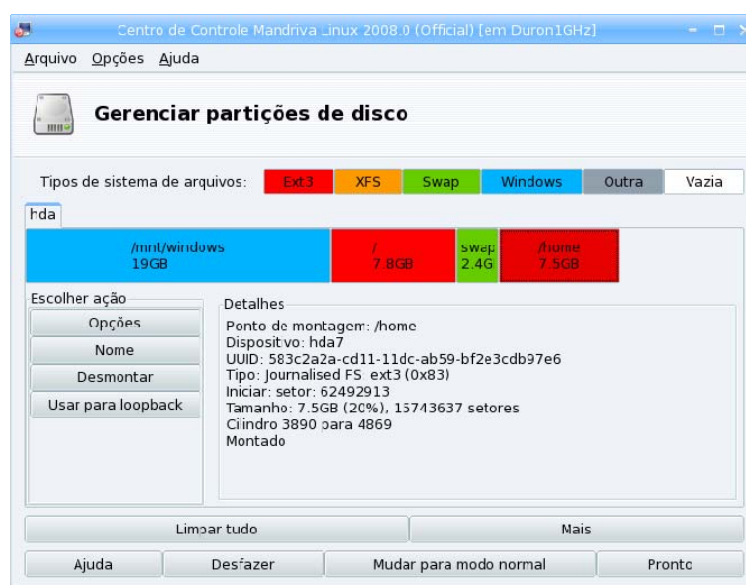 Centro de Controle Mandriva Linux 2008.0 (Official) [em Duron1GHz]
Arquivo Opções Ajuda
Gerenciar partições de disco
Tipos de sistema de arquivos: Ext3 XFS Swap Windows Outra Vazia
hda
/mnt/windows
19GB
/
7.8GB
swap
2.4G
/home
7.5GB
Escolher ação
Opções
Nome
Desmontar
Usar para loopback
Detalhes
Ponto de montagem: /home
Dispositivo: hda7
UUID: 583c2a2a-cd11-11dc-ab59-bf2e3cdb97e6
Tipo: Journalised FS ext3 (0x83)
Iniciar: setor: 62492913
Tamanho: 7.5GB (20%), 15743637 setores
Cilindro 3890 para 4869
Montado
Limpar tudo Mais
Ajuda Desfazer Mudar para modo normal Pronto